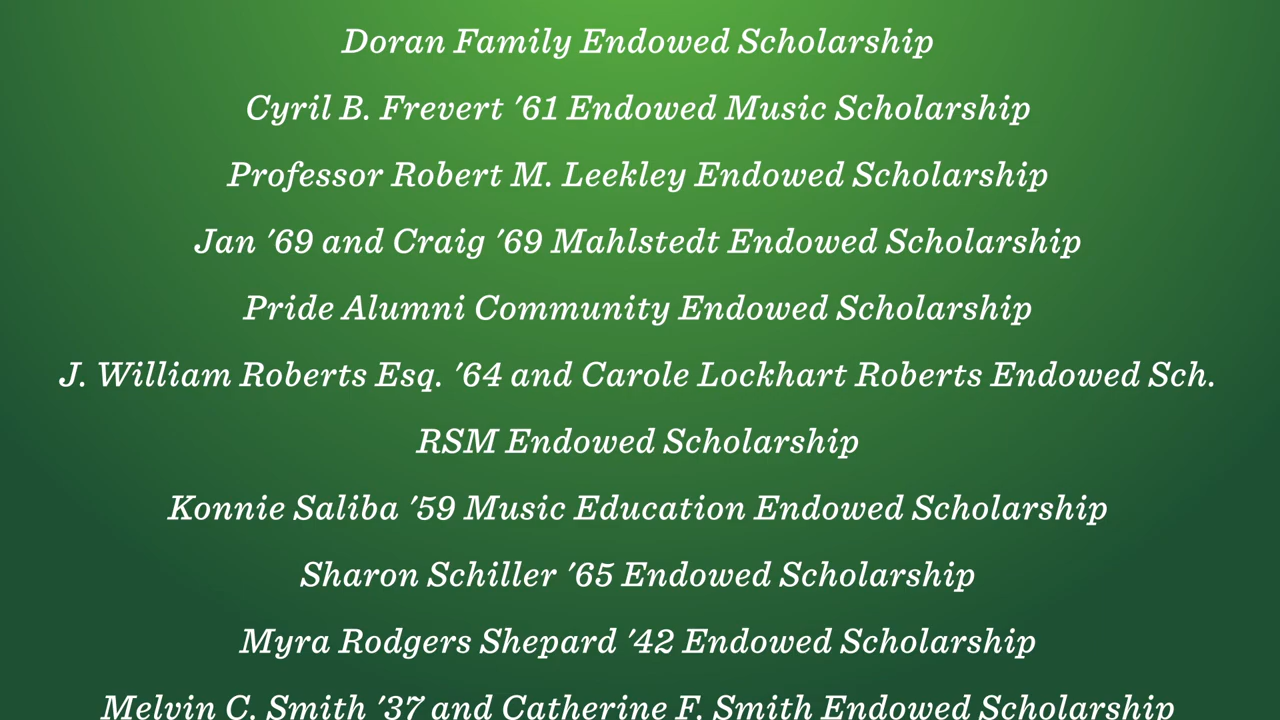 Doran Family Endowed Scholarship
Cyril B. Frevert '61 Endowed Music Scholarship
Professor Robert M. Leekley Endowed Scholarship
Jan '69 and Craig '69 Mahlstedt Endowed Scholarship
Pride Alumni Community Endowed Scholarship
J. William Roberts Esq. '64 and Carole Lockhart Roberts Endowed Sch.
RSM Endowed Scholarship
Konnie Saliba '59 Music Education Endowed Scholarship
Sharon Schiller '65 Endowed Scholarship
Myra Rodgers Shepard '42 Endowed Scholarship
Melvin C. Smith '37 and Catherine F. Smith Endowed Scholarship